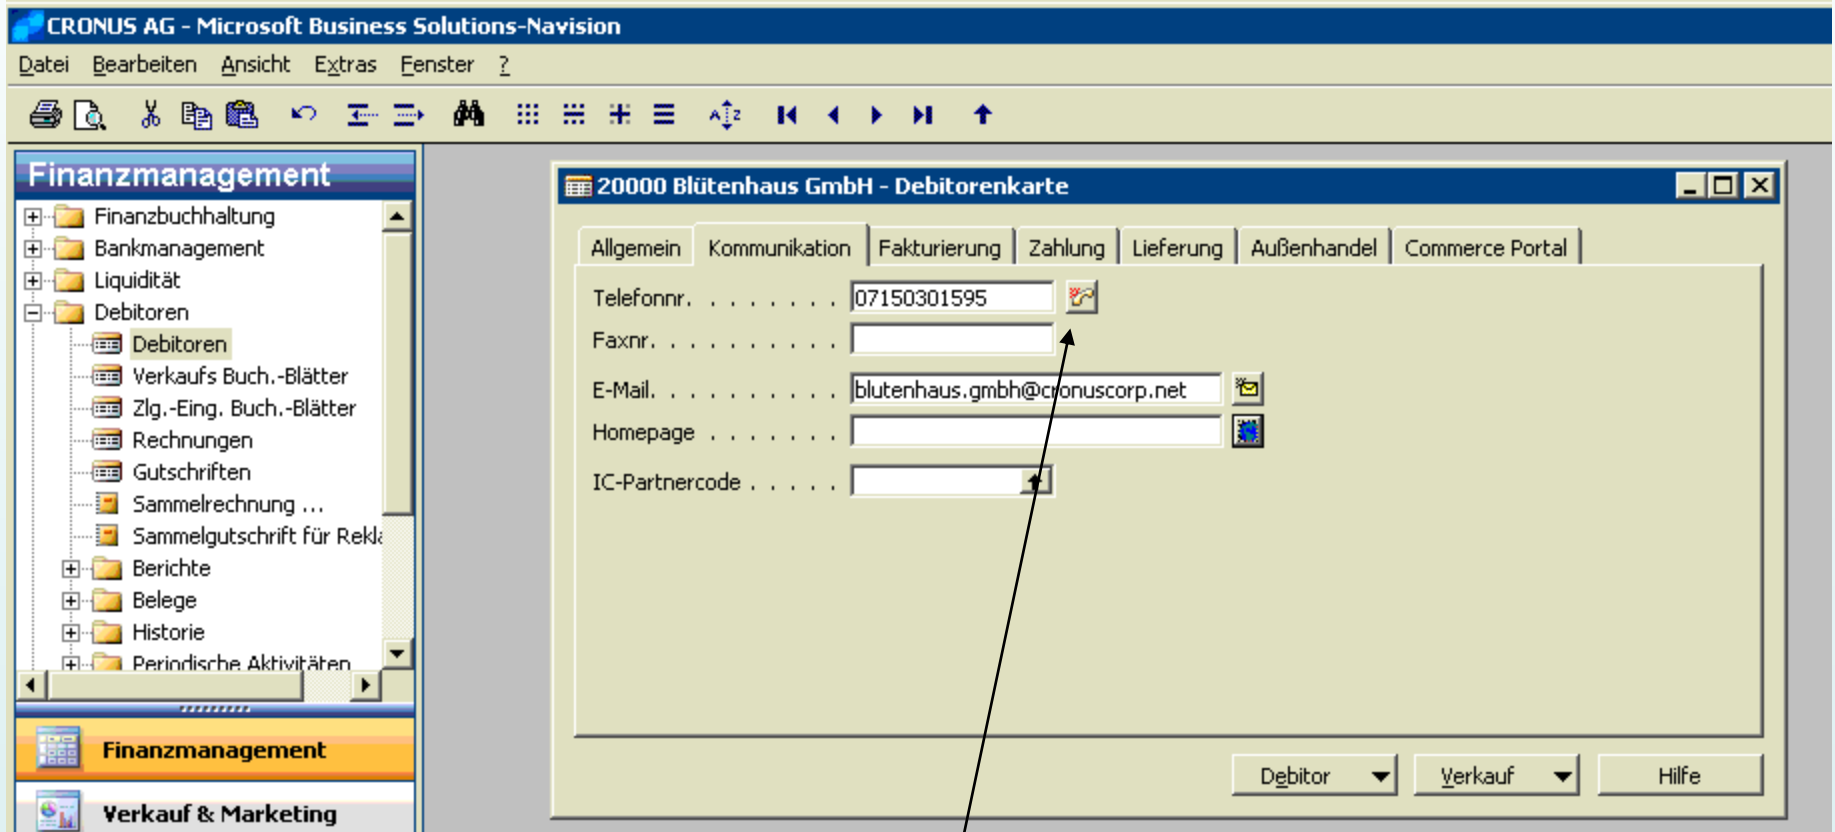 CRONUS AG - Microsoft Business Solutions-Navision
Datei Bearbeiten Ansicht Extras Fenster ?
A Z
Finanzmanagement
Finanzbuchhaltung
Bankmanagement
Liquidität
Debitoren
Debitoren
Verkaufs Buch.-Blätter
Zlg.-Eing. Buch.-Blätter
Rechnungen
Gutschriften
Sammelrechnung ...
Sammelgutschrift für Rekla
Berichte
Belege
Historie
Periodische Aktivitäten
Finanzmanagement
Verkauf & Marketing
20000 Blütenhaus GmbH - Debitorenkarte
Allgemein Kommunikation Fakturierung Zahlung Lieferung Außenhandel Commerce Portal
Telefonnr. . . . . . . . 07150301595
Faxnr. . . . . . . . . .
E-Mail. . . . . . . . . . blutenhaus.gmbh@cronuscorp.net
Homepage . . . . . . .
IC-Partnercode . . . . .
Debitor Verkauf Hilfe